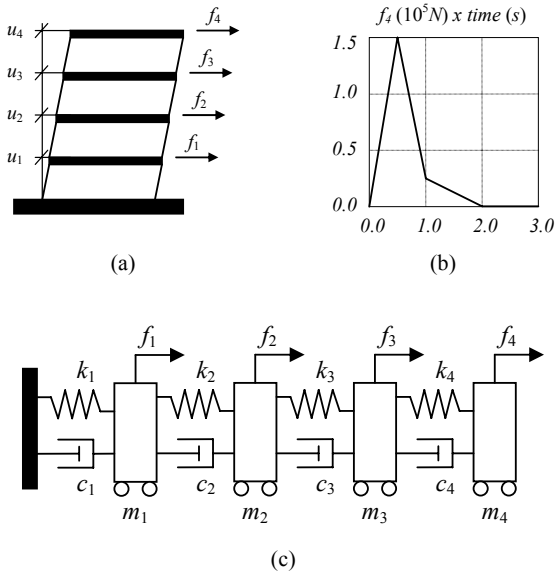 u4
u3
u2
u1
f4
f3
f2
f1
(a)
f4 (10^5N) x time (s)
1.5
1.0
0.5
0.0
0.0 1.0 2.0 3.0
(b)
f1 f2 f3 f4
k1 k2 k3 k4
c1 c2 c3 c4
m1 m2 m3 m4
(c)